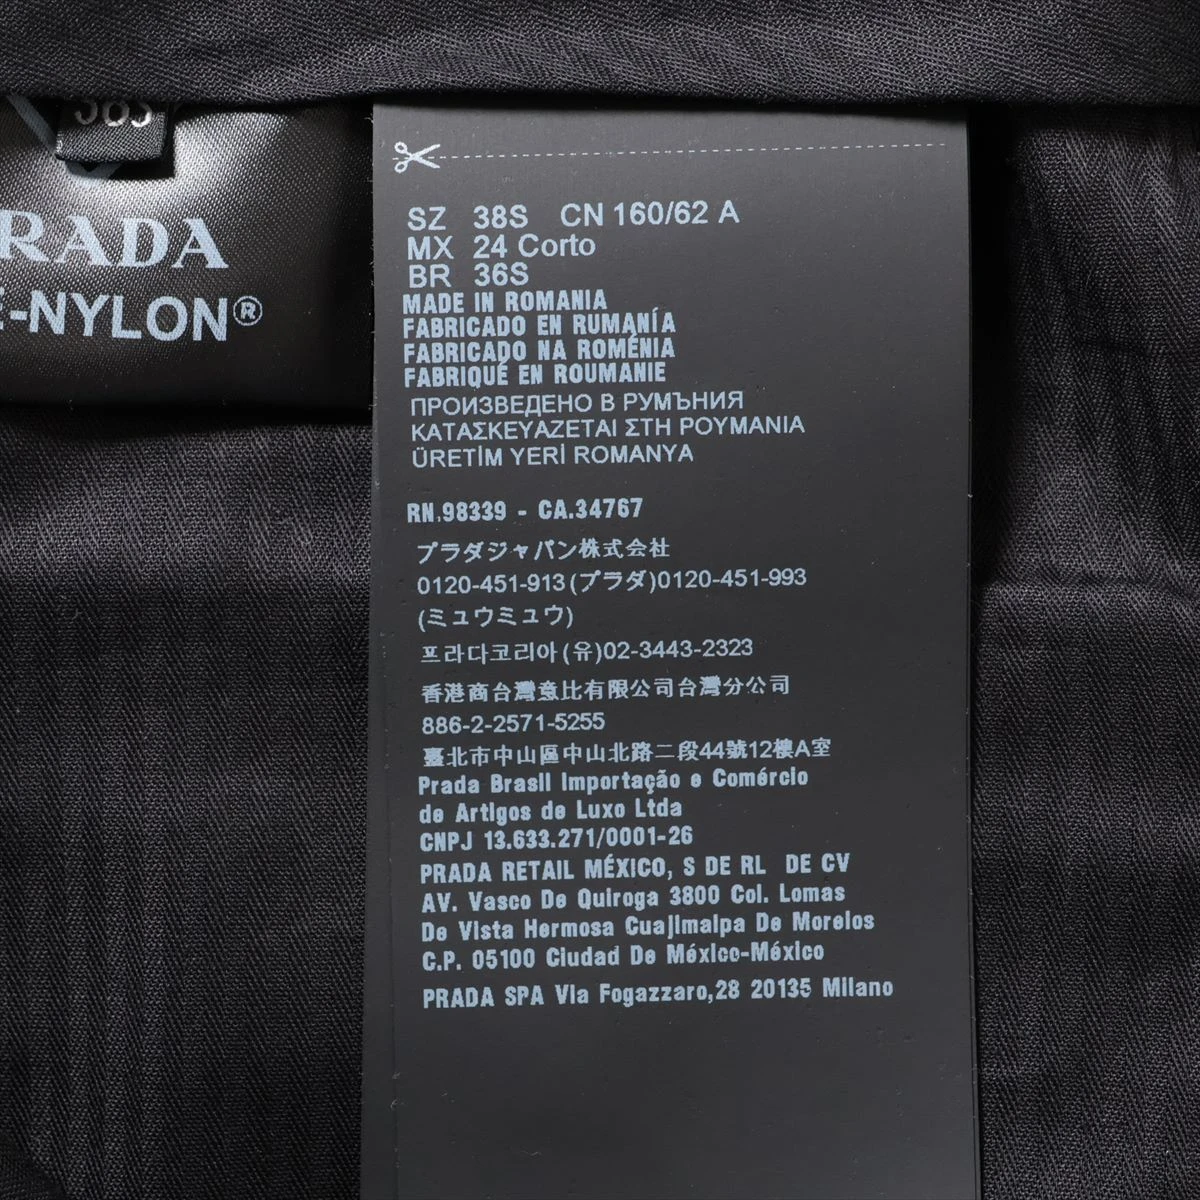 38S
PRADA
RE-NYLON®
SZ 38S CN 160/62 A
MX 24 Corto
BR 36S
MADE IN ROMANIA
FABRICADO EN RUMANÍA
FABRICADO NA ROMÉNIA
FABRIQUÉ EN ROUMANIE
ПРОИЗВЕДЕНО В РУМЪНИЯ
ΚΑΤΑΣΚΕΥΑΖΕΤΑΙ ΣΤΗ ΡΟΥΜΑΝΙΑ
ÜRETİM YERİ ROMANYA
RN.98339 - CA.34767
プラダジャパン株式会社
0120-451-913(プラダ)0120-451-993
(ミュウミュウ)
프라다코리아(유)02-3443-2323
香港商台灣意比有限公司台灣分公司
886-2-2571-5255
臺北市中山區中山北路二段44號12樓A室
Prada Brasil Importação e Comércio
de Artigos de Luxo Ltda
CNPJ 13.633.271/0001-26
PRADA RETAIL MÉXICO, S DE RL DE CV
AV. Vasco De Quiroga 3800 Col. Lomas
De Vista Hermosa Cuajimalpa De Morelos
C.P. 05100 Ciudad De México-México
PRADA SPA Via Fogazzaro,28 20135 Milano